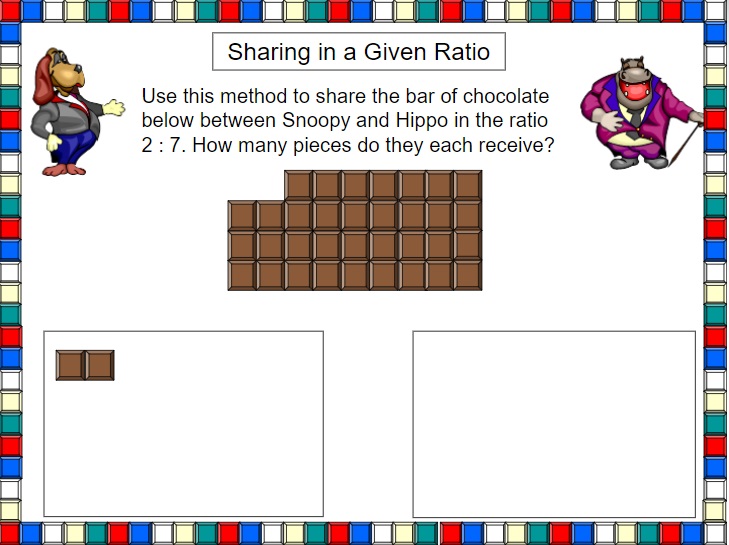 Sharing in a Given Ratio
Use this method to share the bar of chocolate
below between Snoopy and Hippo in the ratio
2 : 7. How many pieces do they each receive?